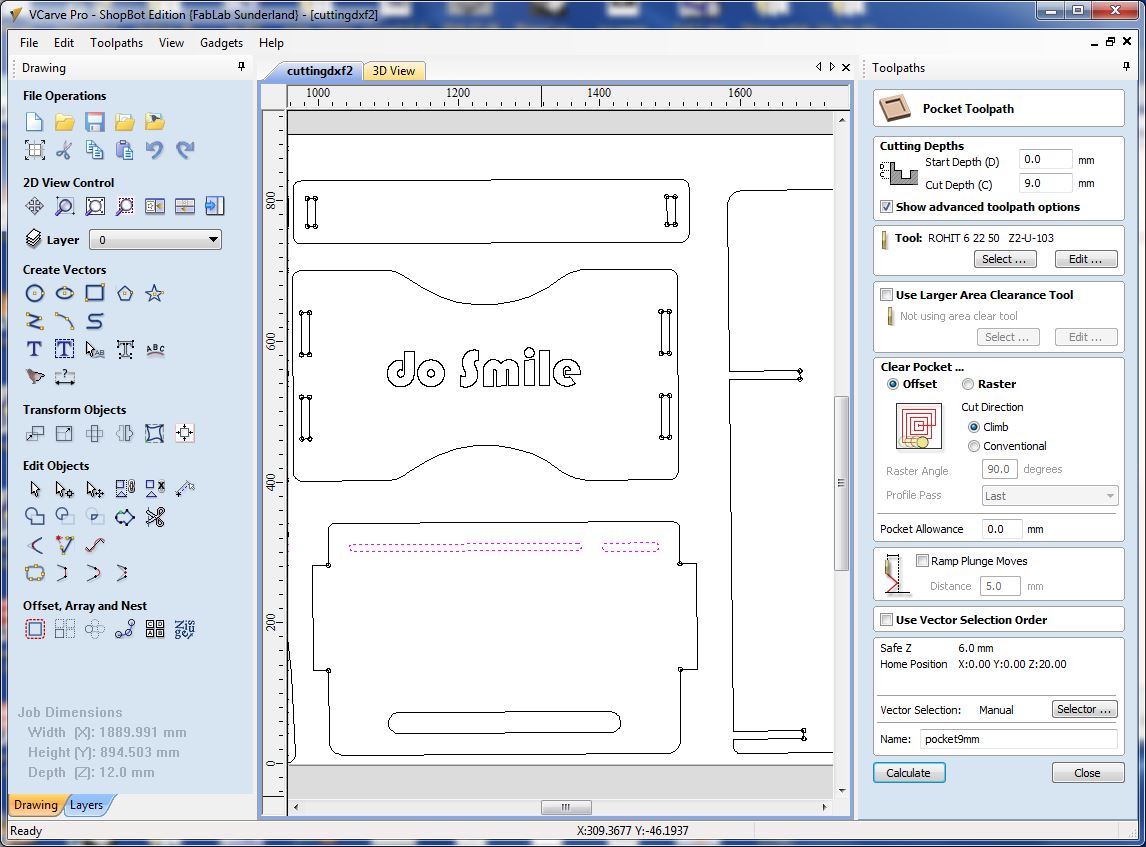 VCarve Pro - ShopBot Edition {FabLab Sunderland} - [cuttingdxf2]
File Edit Toolpaths View Gadgets Help
Drawing
File Operations
2D View Control
Layer 0
Create Vectors
Transform Objects
Edit Objects
Offset, Array and Nest
Job Dimensions
Width (X): 1889.991 mm
Height (Y): 894.503 mm
Depth (Z): 12.0 mm
Drawing Layers
cuttingdxf2 3D View
1000 1200 1400 1600
800
600
400
200
0
do Smile
Toolpaths
Pocket Toolpath
Cutting Depths
Start Depth (D) 0.0 mm
Cut Depth (C) 9.0 mm
Show advanced toolpath options
Tool: ROHIT 6 22 50 Z2-U-103
Select ... Edit ...
Use Larger Area Clearance Tool
Not using area clear tool
Select ... Edit ...
Clear Pocket ...
Offset Raster
Cut Direction
Climb
Conventional
Raster Angle 90.0 degrees
Profile Pass Last
Pocket Allowance 0.0 mm
Ramp Plunge Moves
Distance 5.0 mm
Use Vector Selection Order
Safe Z 6.0 mm
Home Position X:0.00 Y:0.00 Z:20.00
Vector Selection: Manual Selector ...
Name: pocket9mm
Calculate Close
Ready X:309.3677 Y:-46.1937